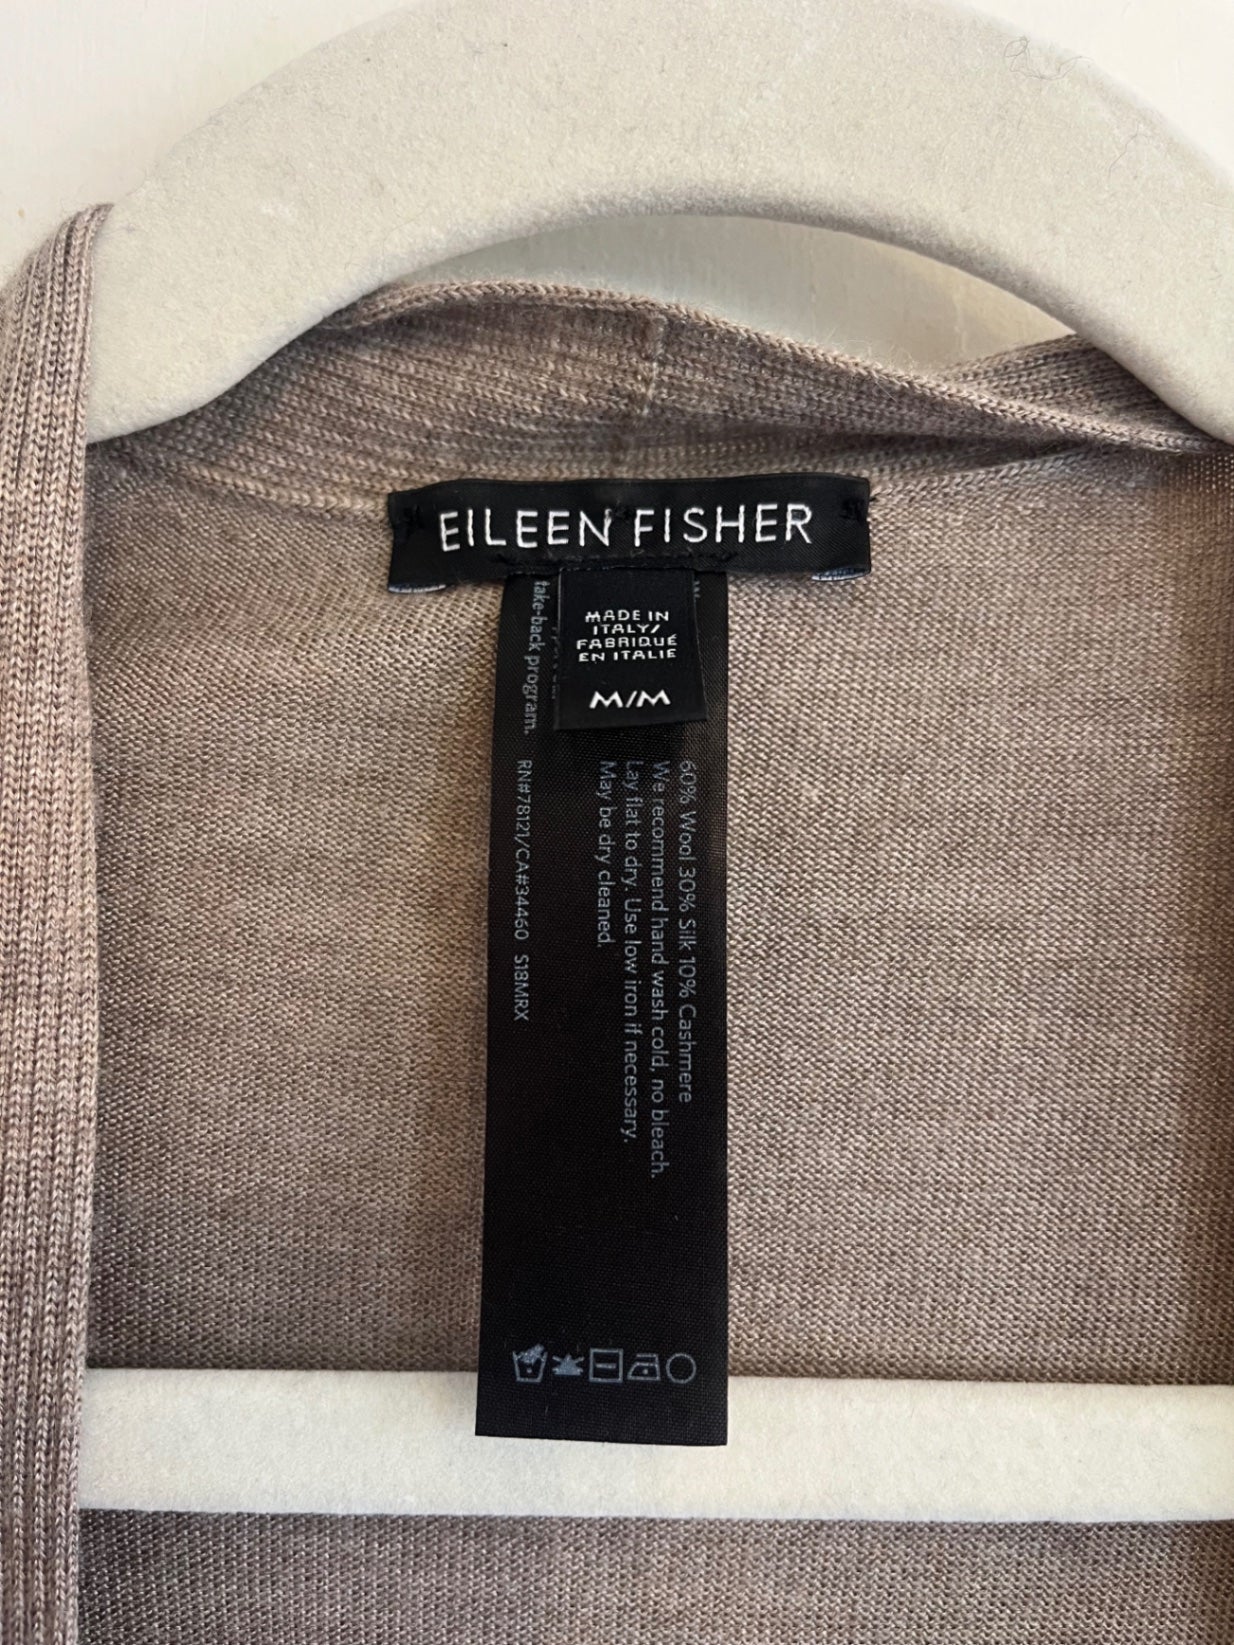 EILEEN FISHER
MADE IN
ITALY/
FABRIQUÉ
EN ITALIE
M/M
60% Wool 30% Silk 10% Cashmere
We recommend hand wash cold, no bleach.
Lay flat to dry. Use low iron if necessary.
May be dry cleaned.
take-back program.
RN#78121/CA#34460 S18MRX